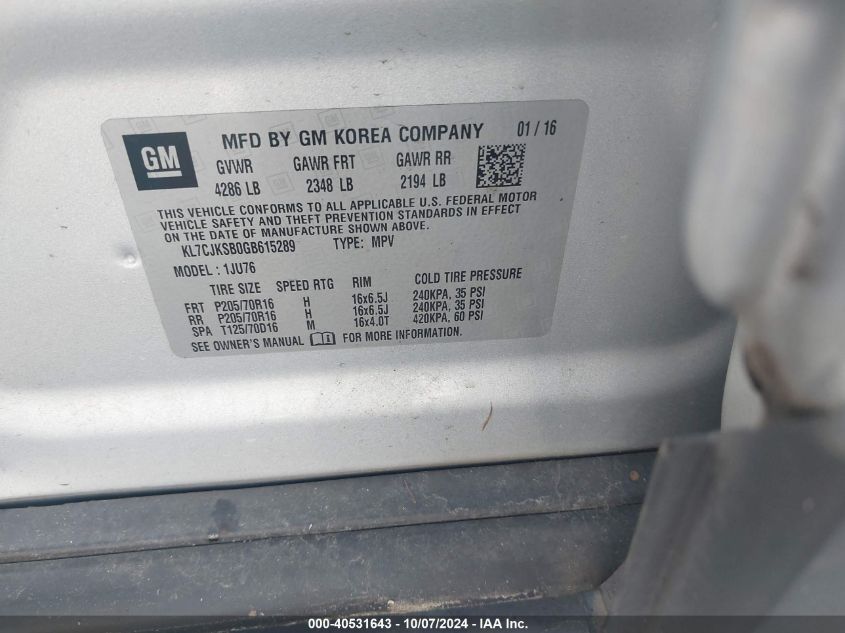 GM
MFD BY GM KOREA COMPANY 01 / 16
GVWR GAWR FRT GAWR RR
4286 LB 2348 LB 2194 LB
THIS VEHICLE CONFORMS TO ALL APPLICABLE U.S. FEDERAL MOTOR
VEHICLE SAFETY AND THEFT PREVENTION STANDARDS IN EFFECT
ON THE DATE OF MANUFACTURE SHOWN ABOVE.
KL7CJKSB0GB615289 TYPE: MPV
MODEL : 1JU76
TIRE SIZE SPEED RTG RIM COLD TIRE PRESSURE
FRT P205/70R16 H 16x6.5J 240KPA, 35 PSI
RR P205/70R16 H 16x6.5J 240KPA, 35 PSI
SPA T125/70D16 M 16x4.0T 420KPA, 60 PSI
SEE OWNER'S MANUAL FOR MORE INFORMATION.
000-40531643 - 10/07/2024 - IAA Inc.